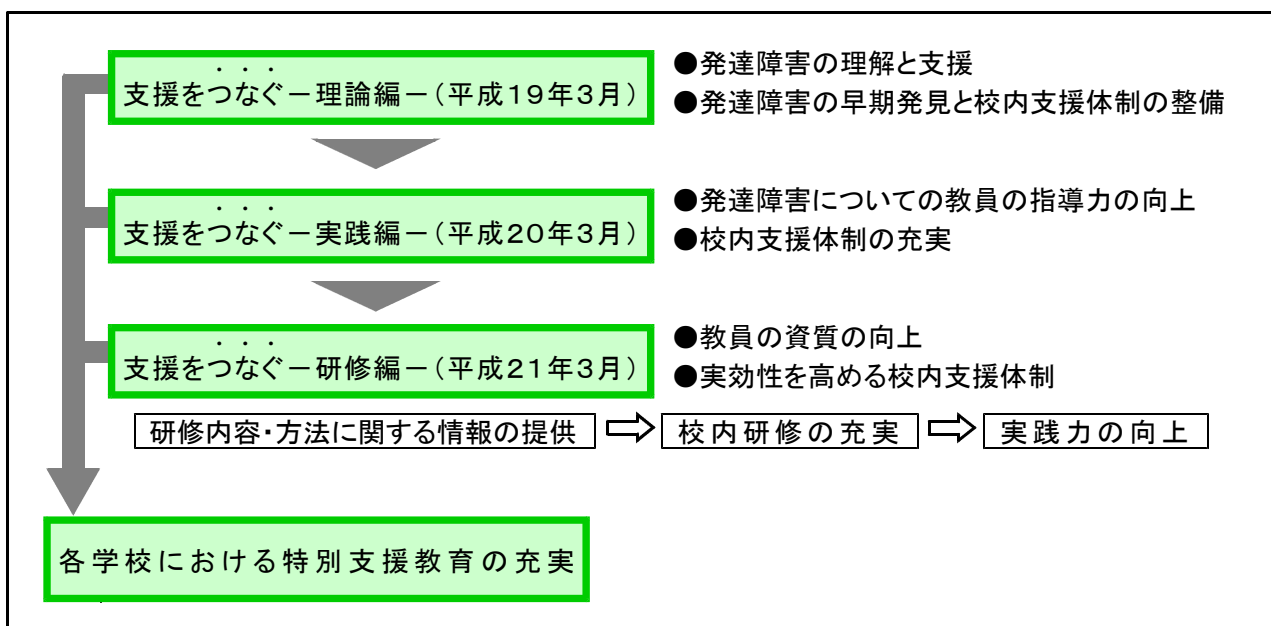 支援をつなぐ－理論編－(平成19年3月)
●発達障害の理解と支援
●発達障害の早期発見と校内支援体制の整備
支援をつなぐ－実践編－(平成20年3月)
●発達障害についての教員の指導力の向上
●校内支援体制の充実
支援をつなぐ－研修編－(平成21年3月)
●教員の資質の向上
●実効性を高める校内支援体制
研修内容・方法に関する情報の提供 ⇨ 校内研修の充実 ⇨ 実践力の向上
各学校における特別支援教育の充実